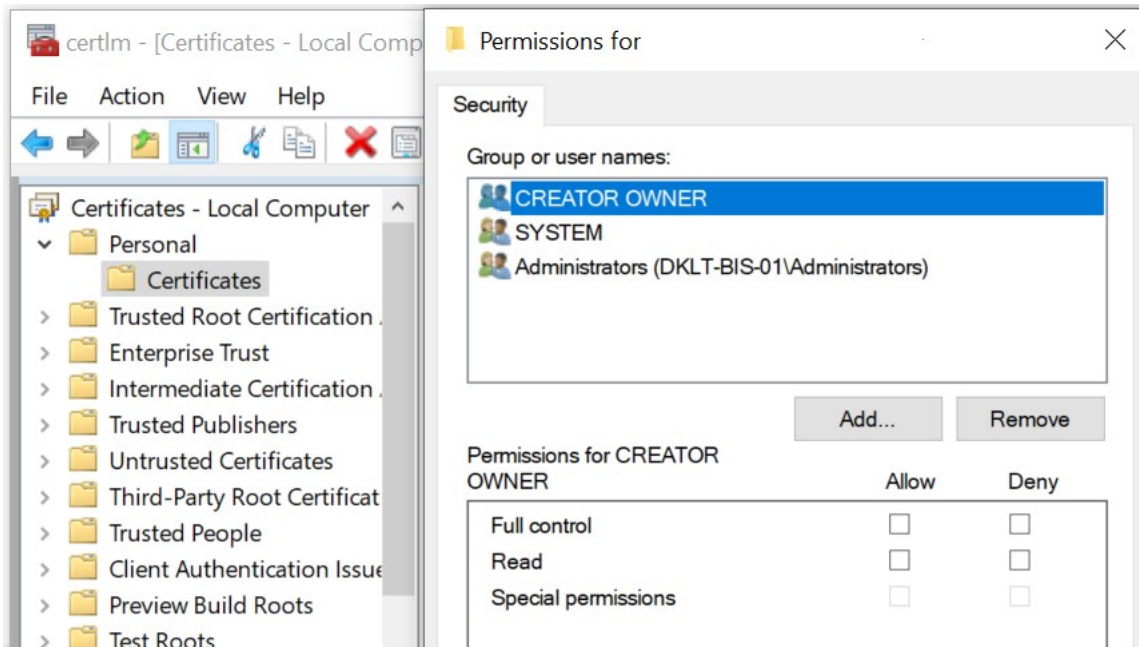 certlm - [Certificates - Local Comp
File Action View Help
Certificates - Local Computer
Personal
Certificates
Trusted Root Certification
Enterprise Trust
Intermediate Certification
Trusted Publishers
Untrusted Certificates
Third-Party Root Certificat
Trusted People
Client Authentication Issue
Preview Build Roots
Test Roots
Permissions for
Security
Group or user names:
CREATOR OWNER
SYSTEM
Administrators (DKLT-BIS-01\Administrators)
Add... Remove
Permissions for CREATOR
OWNER Allow Deny
Full control
Read
Special permissions